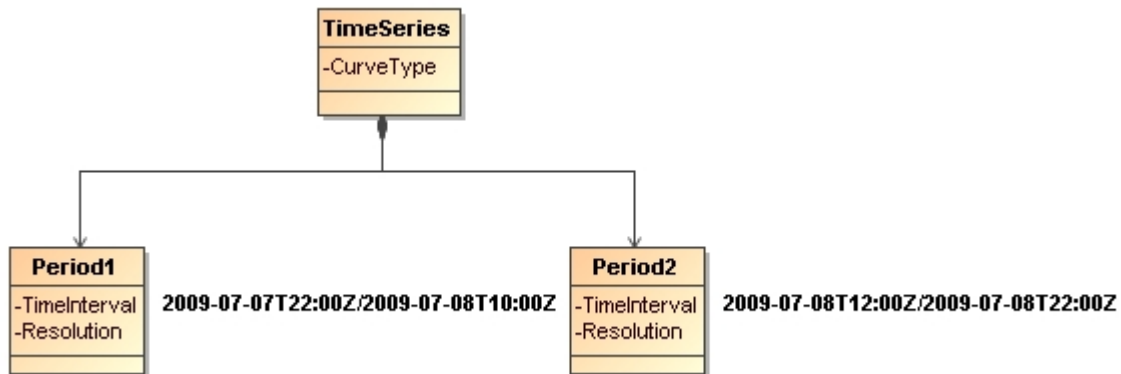 TimeSeries
-CurveType
Period1
-TimeInterval
-Resolution
2009-07-07T22:00Z/2009-07-08T10:00Z
Period2
-TimeInterval
-Resolution
2009-07-08T12:00Z/2009-07-08T22:00Z